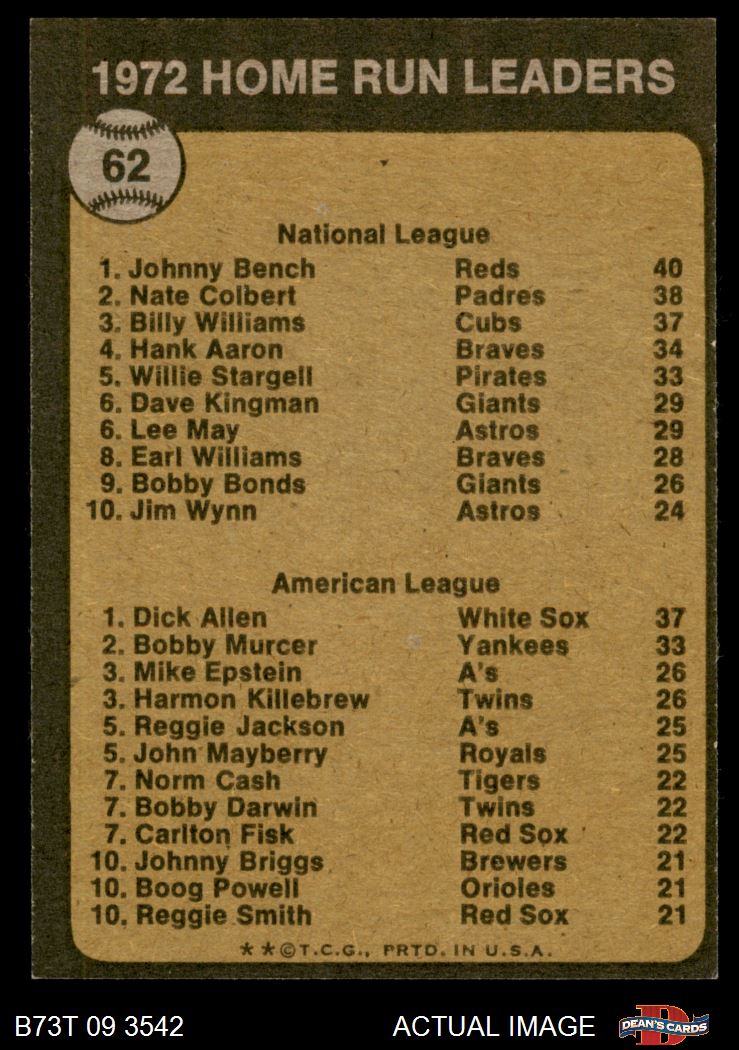 1972 HOME RUN LEADERS
62
National League
1. Johnny Bench Reds 40
2. Nate Colbert Padres 38
3. Billy Williams Cubs 37
4. Hank Aaron Braves 34
5. Willie Stargell Pirates 33
6. Dave Kingman Giants 29
6. Lee May Astros 29
8. Earl Williams Braves 28
9. Bobby Bonds Giants 26
10. Jim Wynn Astros 24
American League
1. Dick Allen White Sox 37
2. Bobby Murcer Yankees 33
3. Mike Epstein A's 26
3. Harmon Killebrew Twins 26
5. Reggie Jackson A's 25
5. John Mayberry Royals 25
7. Norm Cash Tigers 22
7. Bobby Darwin Twins 22
7. Carlton Fisk Red Sox 22
10. Johnny Briggs Brewers 21
10. Boog Powell Orioles 21
10. Reggie Smith Red Sox 21
**©T.C.G., PRTD. IN U.S.A.
B73T 09 3542 ACTUAL IMAGE
D
DEAN'S CARDS